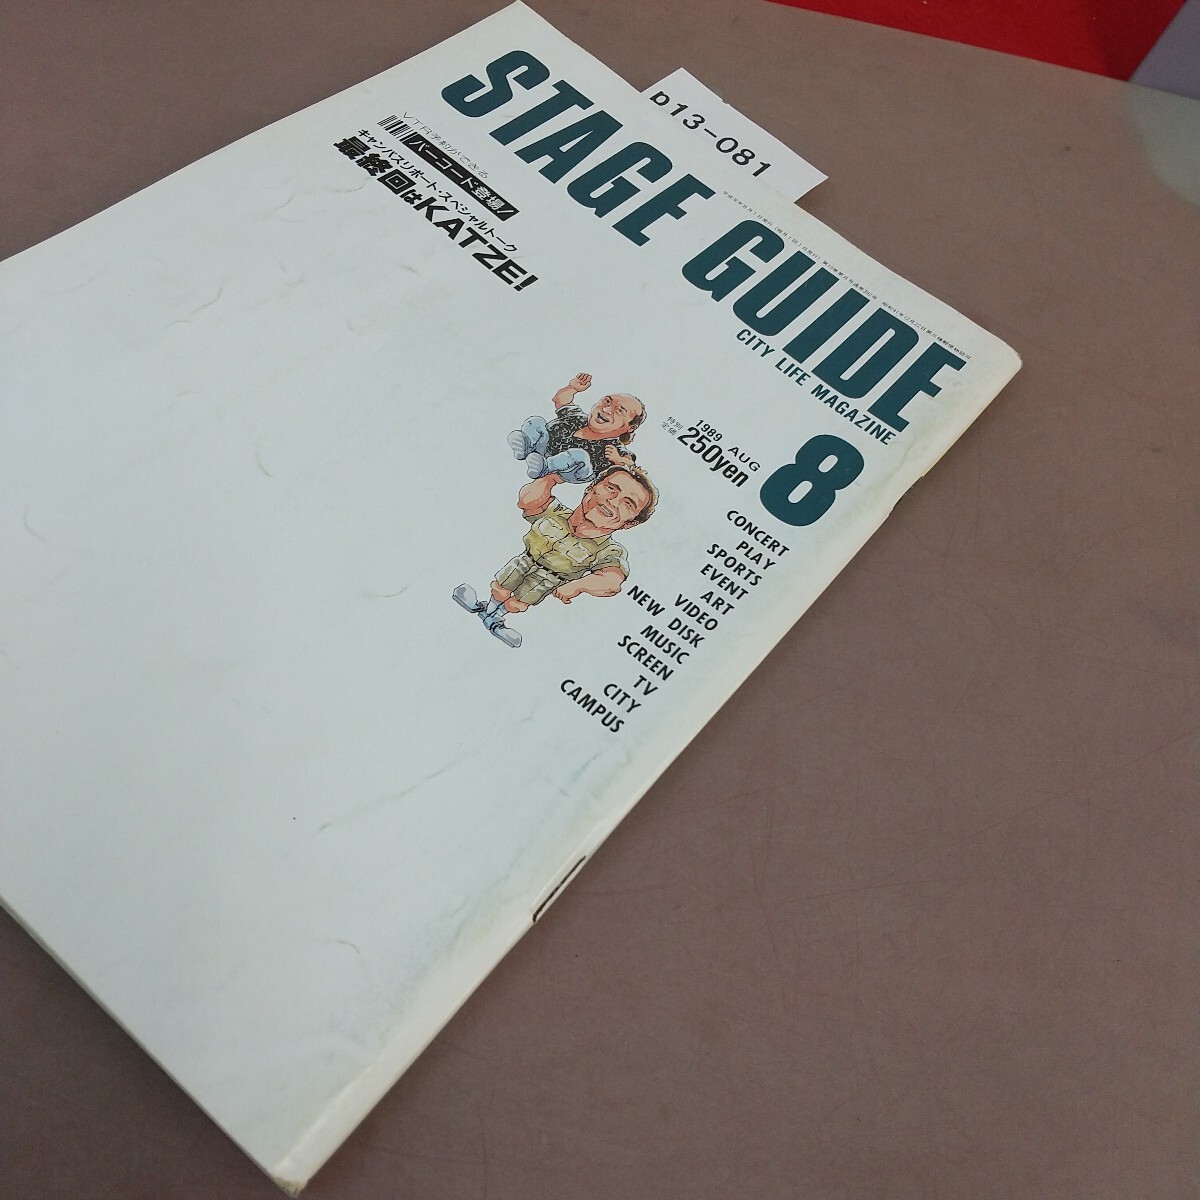 b13-081
STAGE GUIDE
CITY LIFE MAGAZINE
VTR予約ができる
バーコード登場!
キャンパスリポート・スペシャルトーク
最終回はKATZE!
1989 AUG
8
特別
定価
250yen
CONCERT
PLAY
SPORTS
EVENT
ART
VIDEO
NEW DISK
MUSIC
SCREEN
TV
CITY
CAMPUS